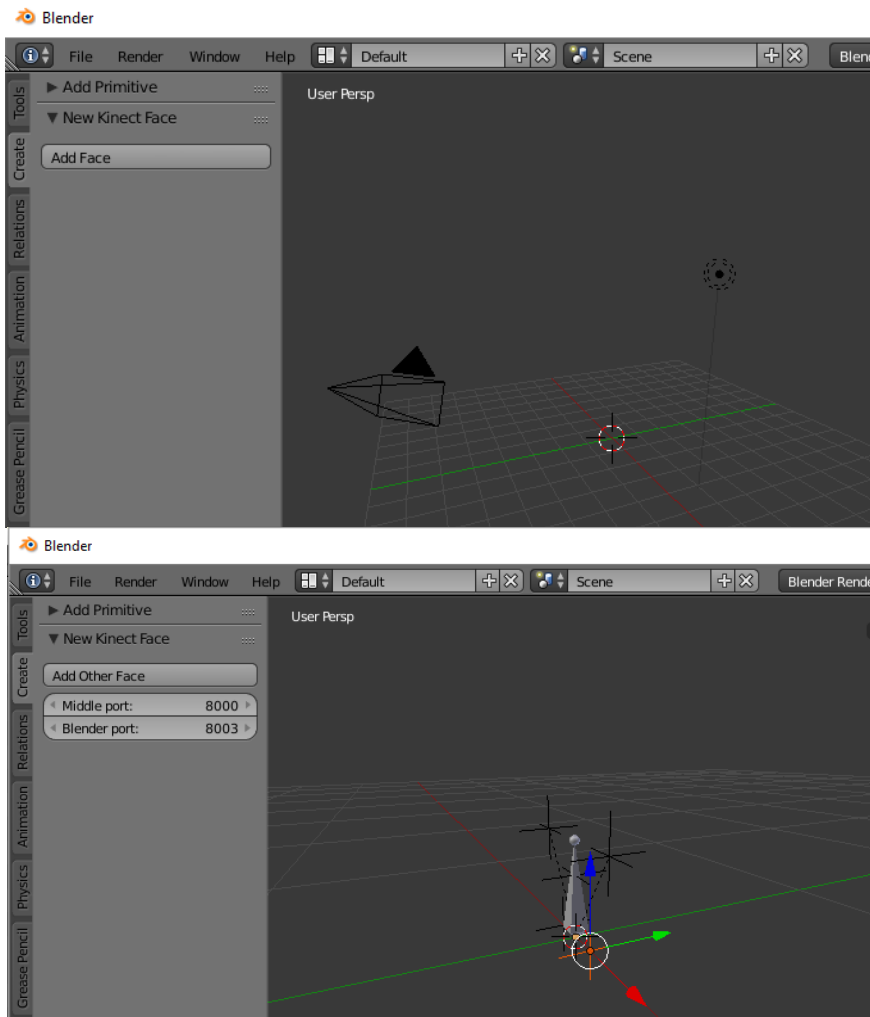 Blender
File Render Window Help Default Scene Blen
Add Primitive
New Kinect Face
Add Face
Tools
Create
Relations
Animation
Physics
Grease Pencil
User Persp
Blender
File Render Window Help Default Scene Blender Rende
Add Primitive
New Kinect Face
Add Other Face
Middle port: 8000
Blender port: 8003
Tools
Create
Relations
Animation
Physics
Grease Pencil
User Persp